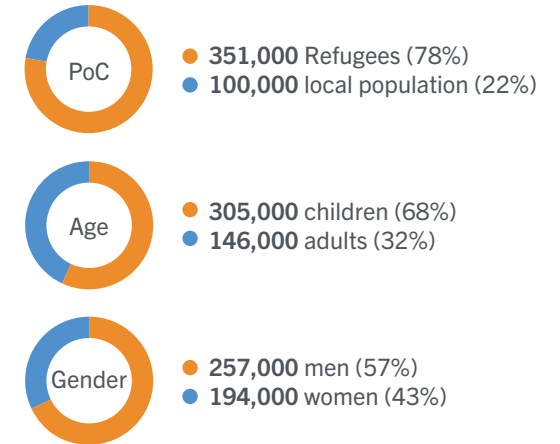 PoC
351,000 Refugees (78%)
100,000 local population (22%)
Age
305,000 children (68%)
146,000 adults (32%)
Gender
257,000 men (57%)
194,000 women (43%)